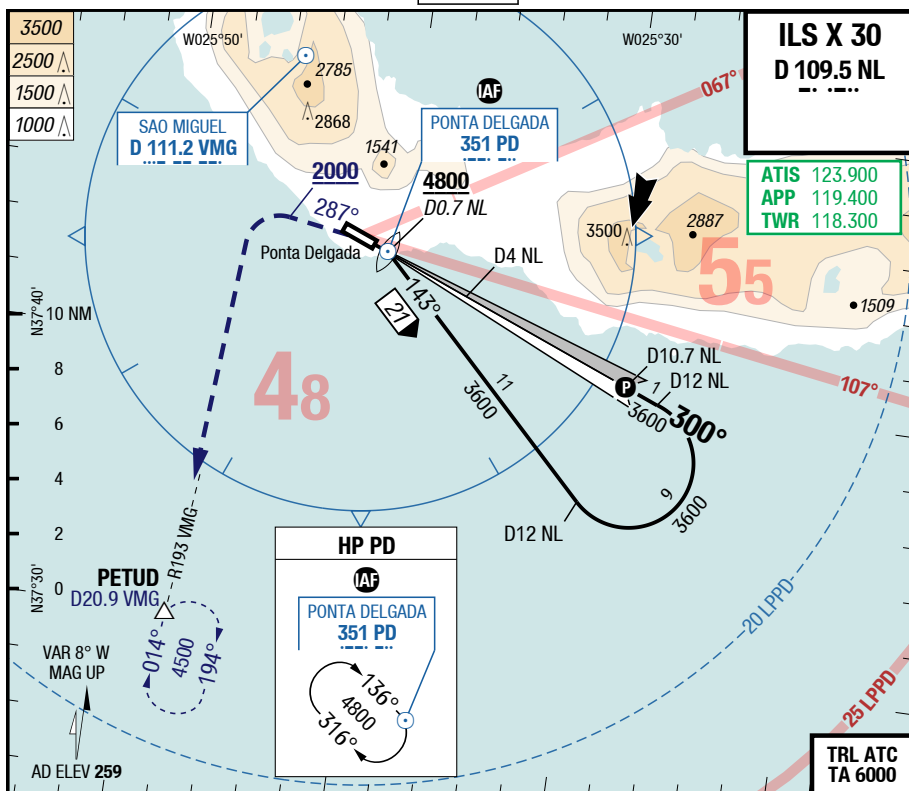 3500
2500
1500
1000
W025°50'
W025°30'
ILS X 30
D 109.5 NL
ATIS 123.900
APP 119.400
TWR 118.300
2785
2868
1541
SAO MIGUEL
D 111.2 VMG
IAF
PONTA DELGADA
351 PD
067°
2000
287°
4800
D0.7 NL
Ponta Delgada
3500
2887
55
1509
D4 NL
143°
21
N37°40'
10 NM
8
6
4
2
0
N37°30'
48
11
3600
D10.7 NL
P
1
D12 NL
3600
300°
107°
9
3600
D12 NL
R193 VMG
PETUD
D20.9 VMG
014°
4500
194°
HP PD
IAF
PONTA DELGADA
351 PD
136°
4800
316°
20 LPPD
25 LPPD
VAR 8° W
MAG UP
AD ELEV 259
TRL ATC
TA 6000